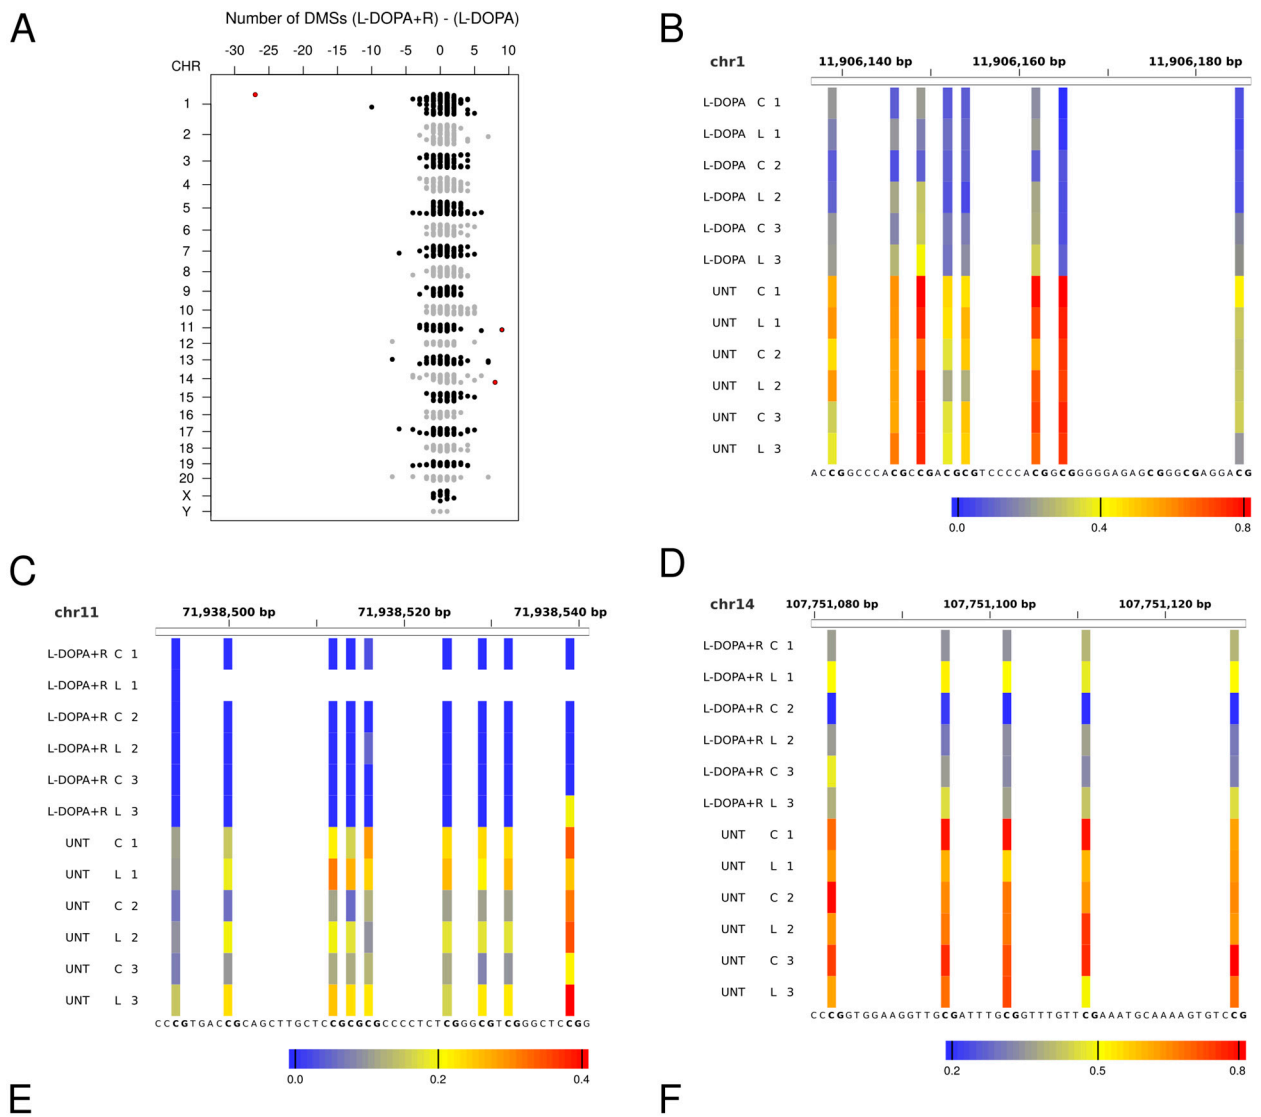 A
Number of DMSs (L-DOPA+R) - (L-DOPA)
-30 -25 -20 -15 -10 -5 0 5 10
CHR
1
2
3
4
5
6
7
8
9
10
11
12
13
14
15
16
17
18
19
20
X
Y
B
chr1 11,906,140 bp 11,906,160 bp 11,906,180 bp
L-DOPA C 1
L-DOPA L 1
L-DOPA C 2
L-DOPA L 2
L-DOPA C 3
L-DOPA L 3
UNT C 1
UNT L 1
UNT C 2
UNT L 2
UNT C 3
UNT L 3
ACCGGCCCACGCCGACGCGTCCCCACGGCGGGGGAGAGCGGGCGAGGACG
0.0 0.4 0.8
C
chr11 71,938,500 bp 71,938,520 bp 71,938,540 bp
L-DOPA+R C 1
L-DOPA+R L 1
L-DOPA+R C 2
L-DOPA+R L 2
L-DOPA+R C 3
L-DOPA+R L 3
UNT C 1
UNT L 1
UNT C 2
UNT L 2
UNT C 3
UNT L 3
CCCGTGACCGCAGCTTGCTCCGCGCGCCCCTCTCGGGCGTCGGGCTCCGG
0.0 0.2 0.4
D
chr14 107,751,080 bp 107,751,100 bp 107,751,120 bp
L-DOPA+R C 1
L-DOPA+R L 1
L-DOPA+R C 2
L-DOPA+R L 2
L-DOPA+R C 3
L-DOPA+R L 3
UNT C 1
UNT L 1
UNT C 2
UNT L 2
UNT C 3
UNT L 3
CCCGGTGGAAGGTTGCGATTTGCGGTTTGTTCGAAATGCAAAAGTGTCCG
0.2 0.5 0.8
E
F